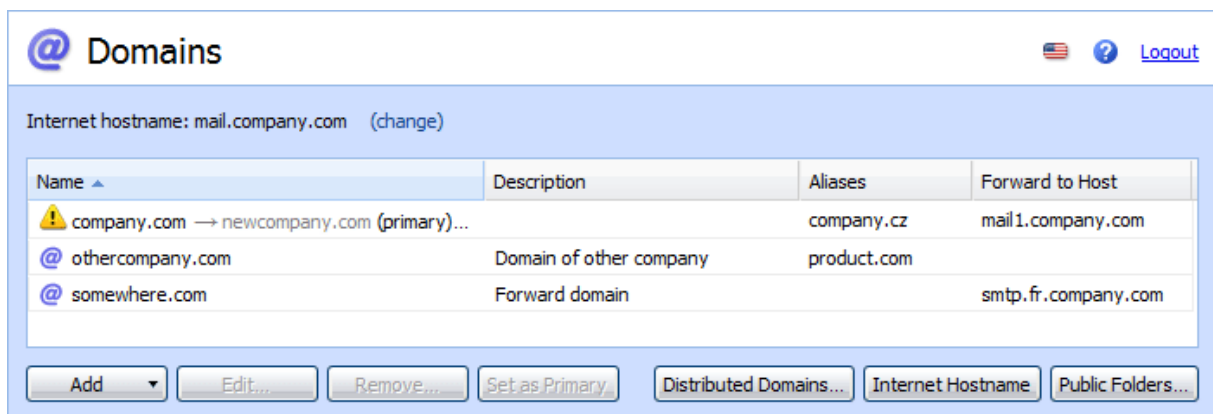 @ Domains ? Logout
Internet hostname: mail.company.com (change)
Name Description Aliases Forward to Host
company.com → newcompany.com (primary)... company.cz mail1.company.com
@ othercompany.com Domain of other company product.com
@ somewhere.com Forward domain smtp.fr.company.com
Add Edit... Remove... Set as Primary Distributed Domains... Internet Hostname Public Folders...